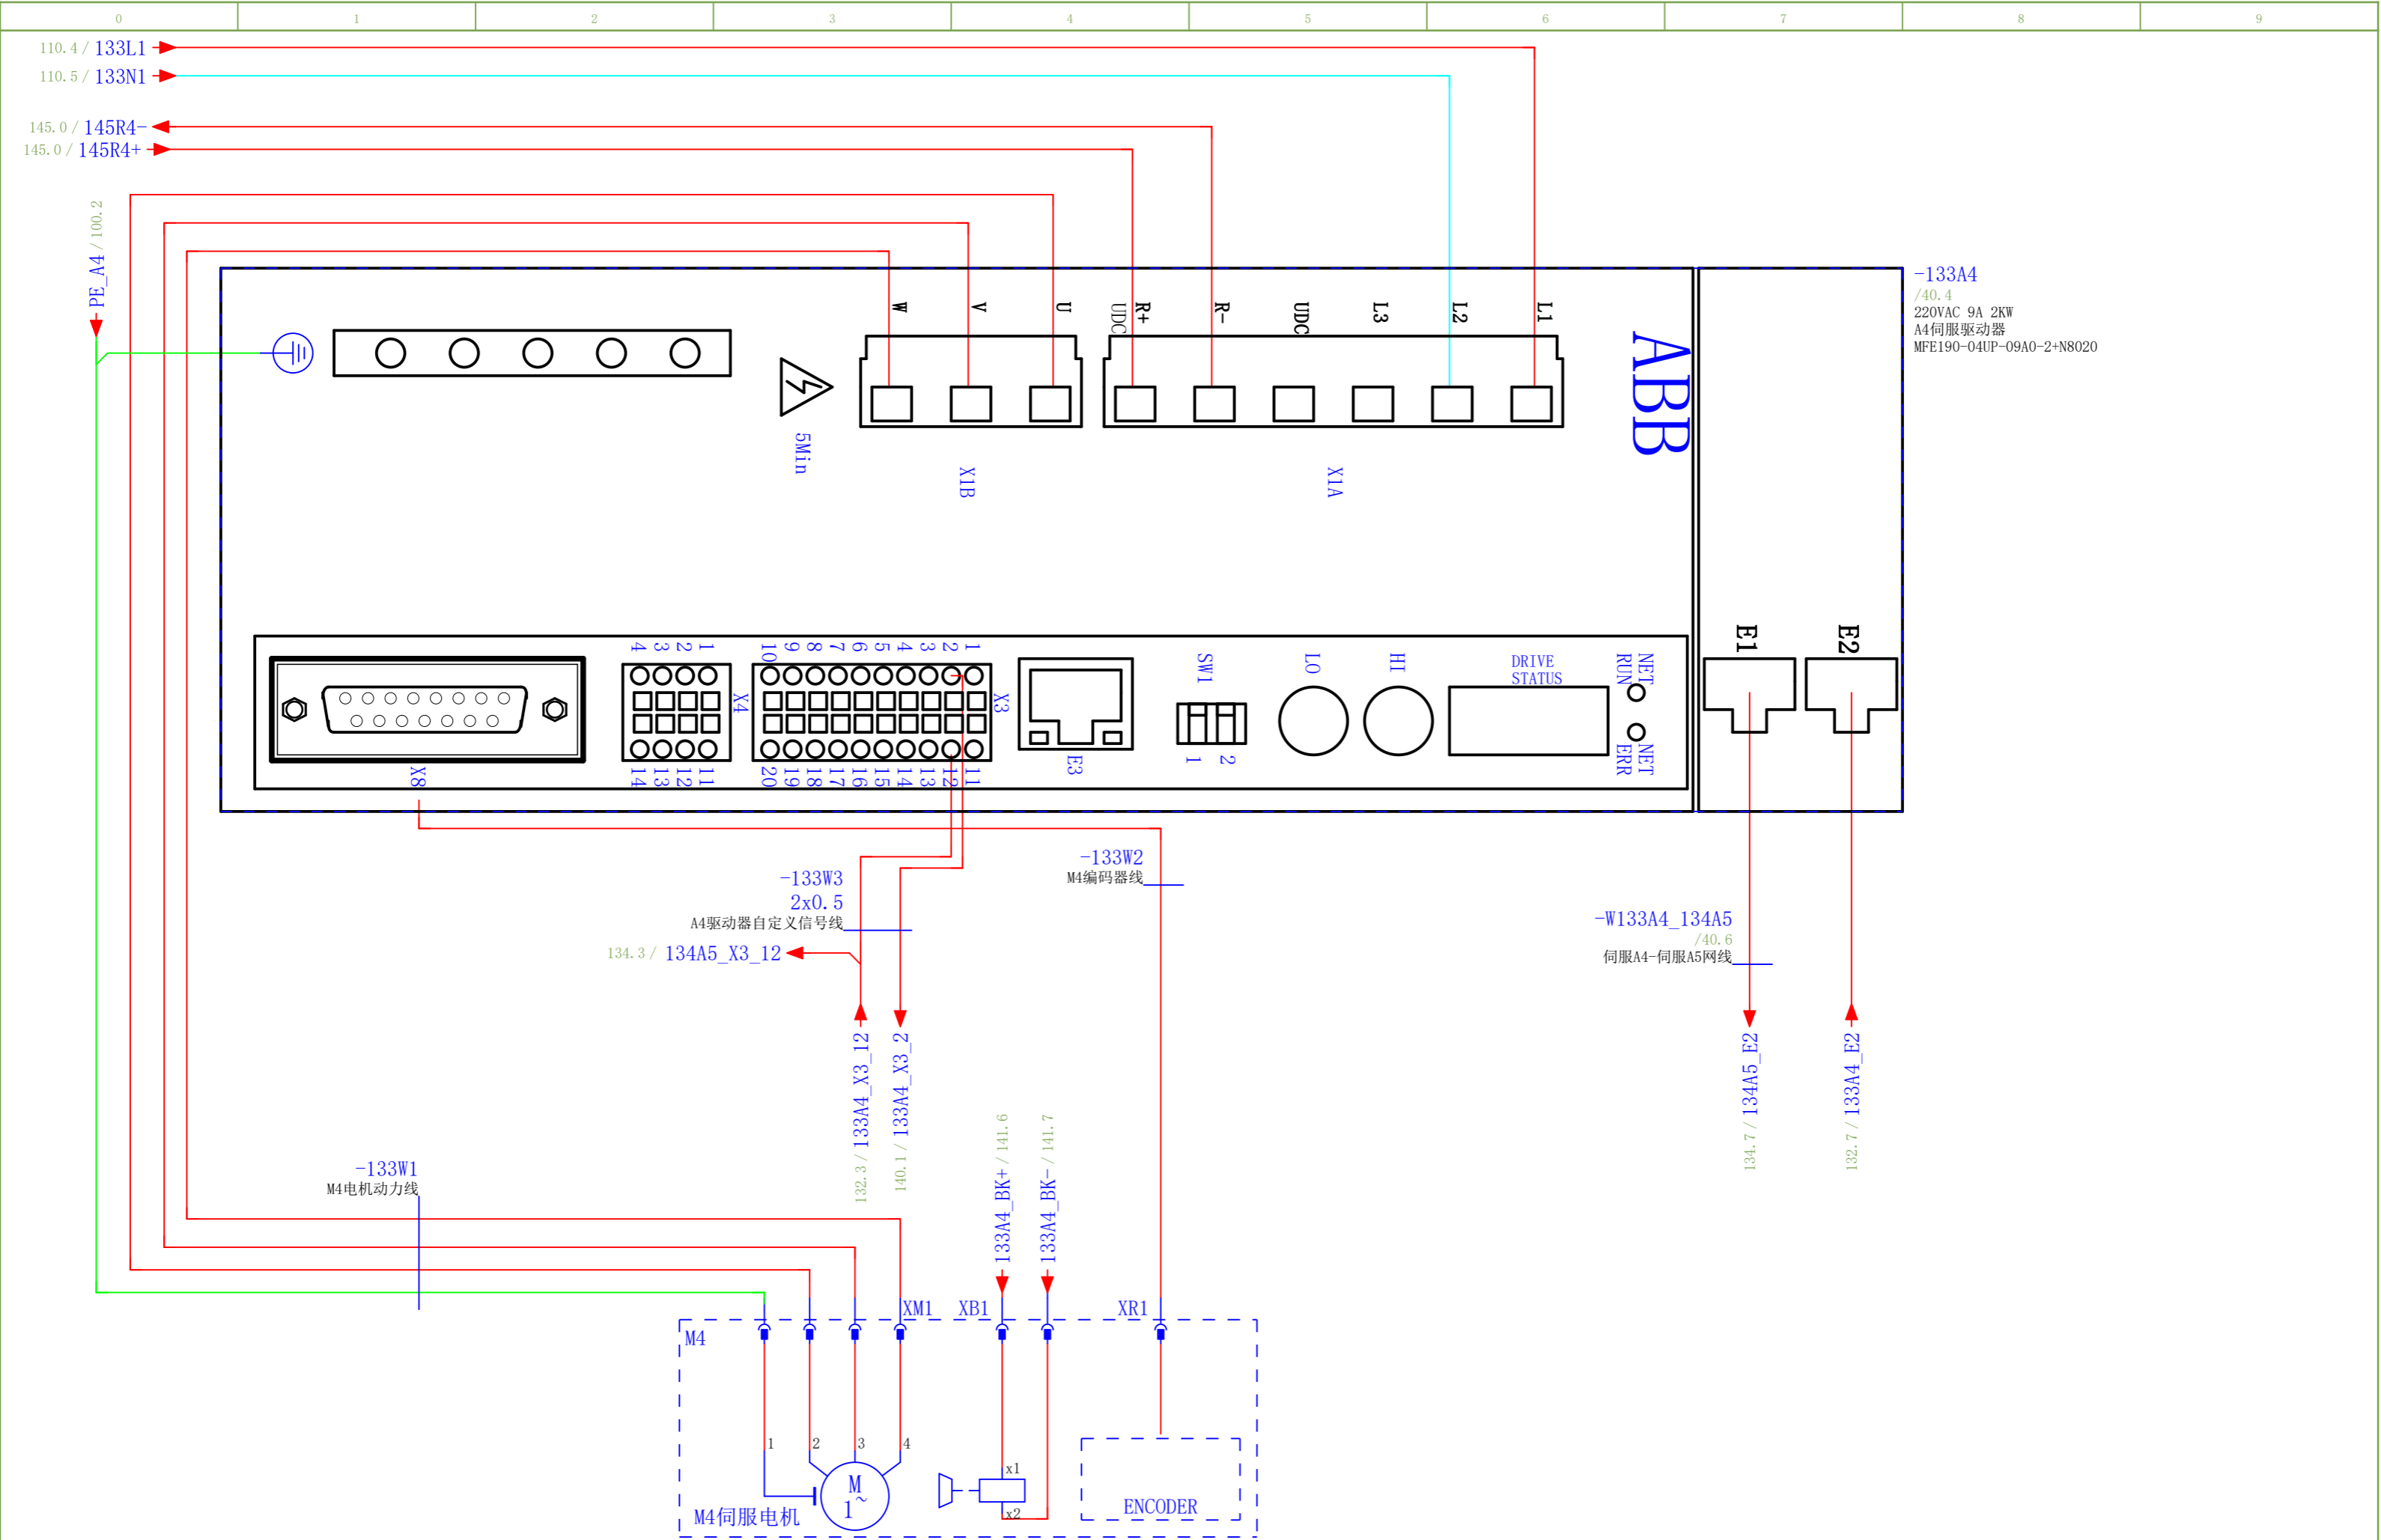 0 1 2 3 4 5 6 7 8 9
110.4 / 133L1
110.5 / 133N1
145.0 / 145R4-
145.0 / 145R4+
PE_A4 / 100.2
-133A4
/40.4
220VAC 9A 2KW
A4伺服驱动器
MFE190-04UP-09A0-2+N8020
W V U
UDC R+ R- UDC L3 L2 L1
ABB
5Min
X1B
X1A
E1 E2
4 3 2 1
10 9 8 7 6 5 4 3 2 1
SW1
LO
HI
DRIVE
STATUS
NET
RUN
X4
X3
NET
ERR
X8
14 13 12 11
20 19 18 17 16 15 14 13 12 11
E3
1 2
-133W3
2x0.5
A4驱动器自定义信号线
-133W2
M4编码器线
-W133A4_134A5
/40.6
伺服A4-伺服A5网线
134.3 / 134A5_X3_12
132.3 / 133A4_X3_12
140.1 / 133A4_X3_2
133A4_BK+ / 141.6
133A4_BK- / 141.7
134.7 / 134A5_E2
132.7 / 133A4_E2
-133W1
M4电机动力线
XM1 XB1 XR1
M4
1 2 3 4
x1
M
1~
x2
M4伺服电机
ENCODER